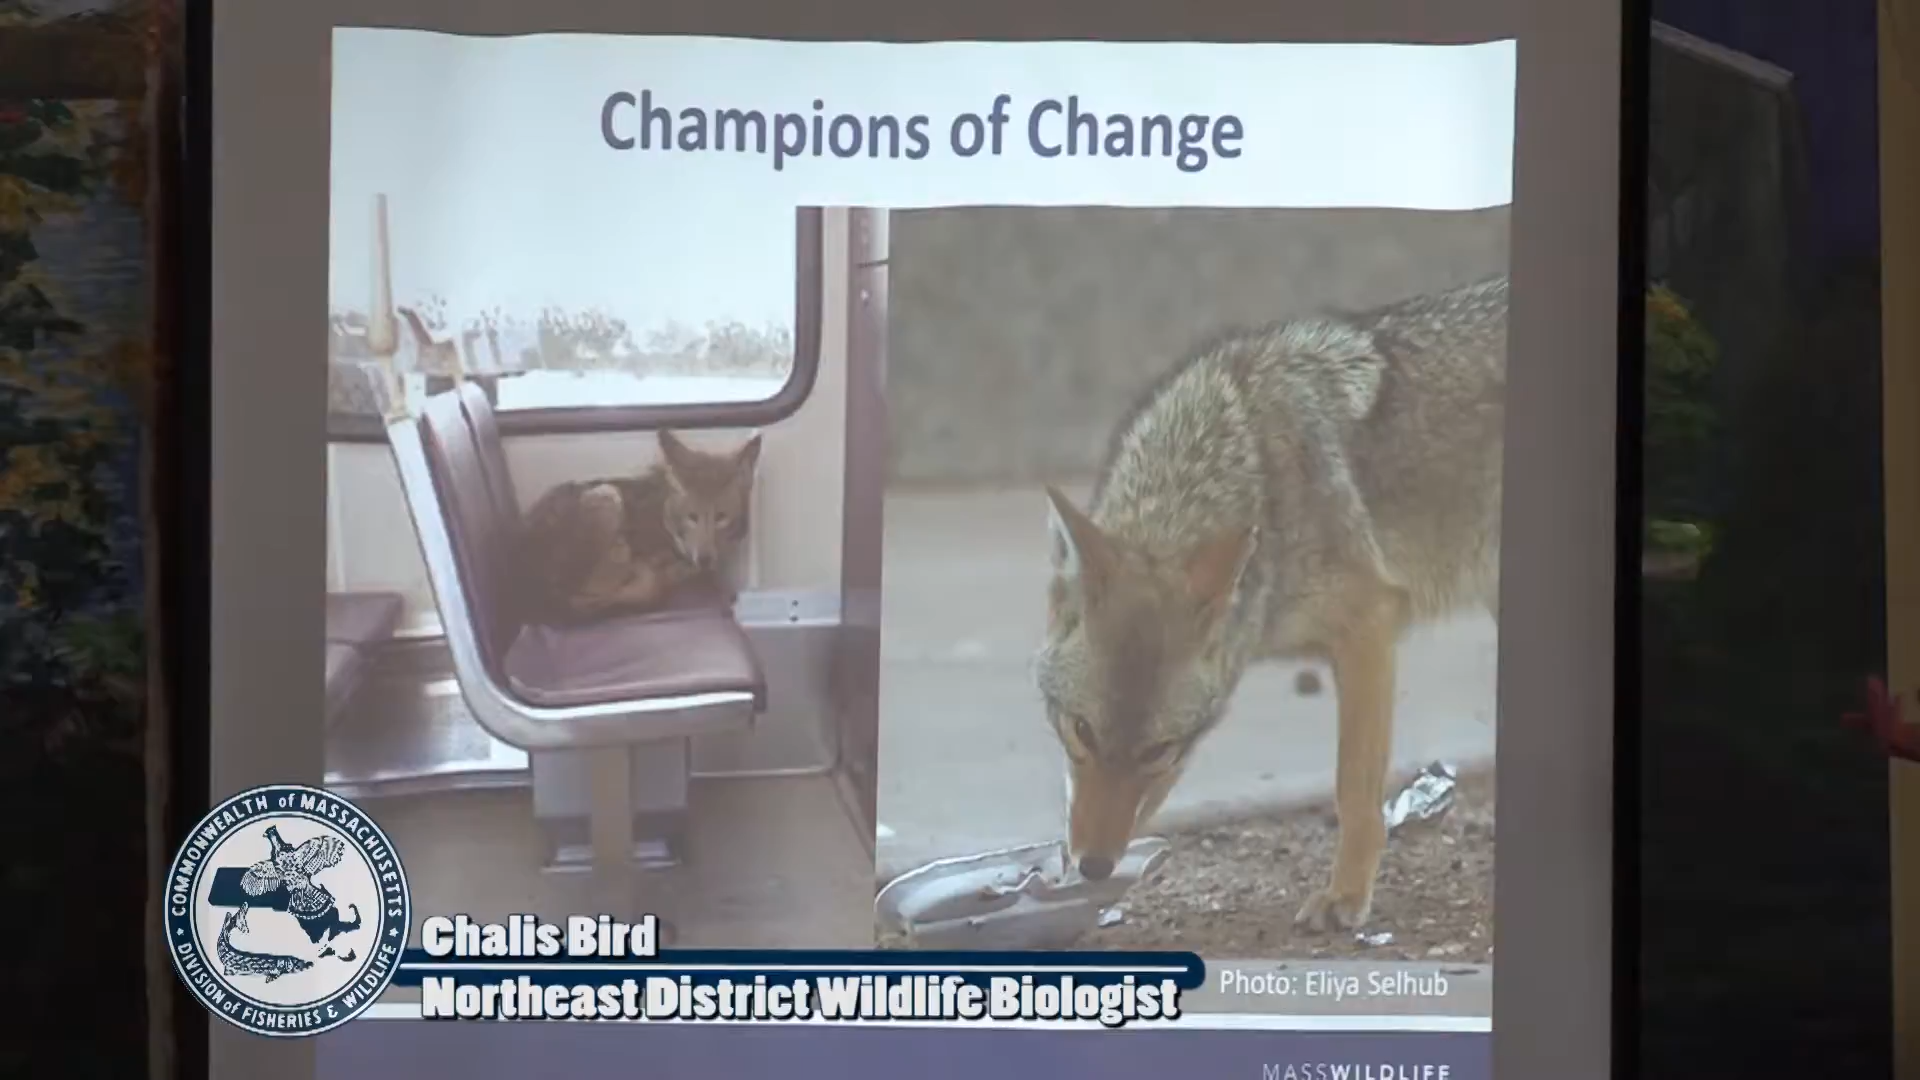 Champions of Change
COMMONWEALTH of MASSACHUSETTS
DIVISION of FISHERIES & WILDLIFE
Chalis Bird
Northeast District Wildlife Biologist
Photo: Eliya Selhub
MASSWILDLIFE